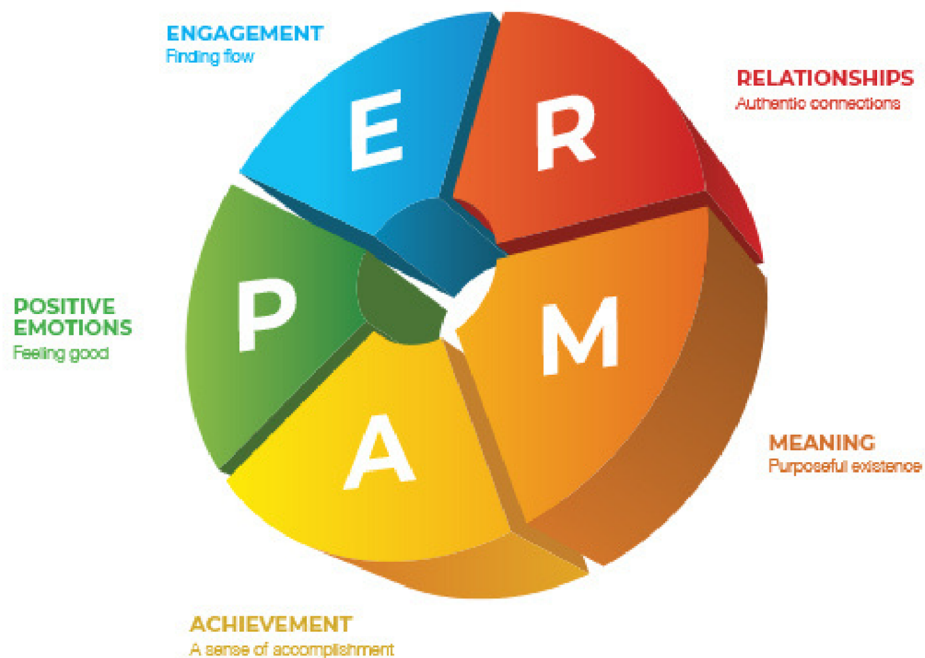 ENGAGEMENT
Finding flow
RELATIONSHIPS
Authentic connections
E
R
P
M
A
POSITIVE
EMOTIONS
Feeling good
MEANING
Purposeful existence
ACHIEVEMENT
A sense of accomplishment